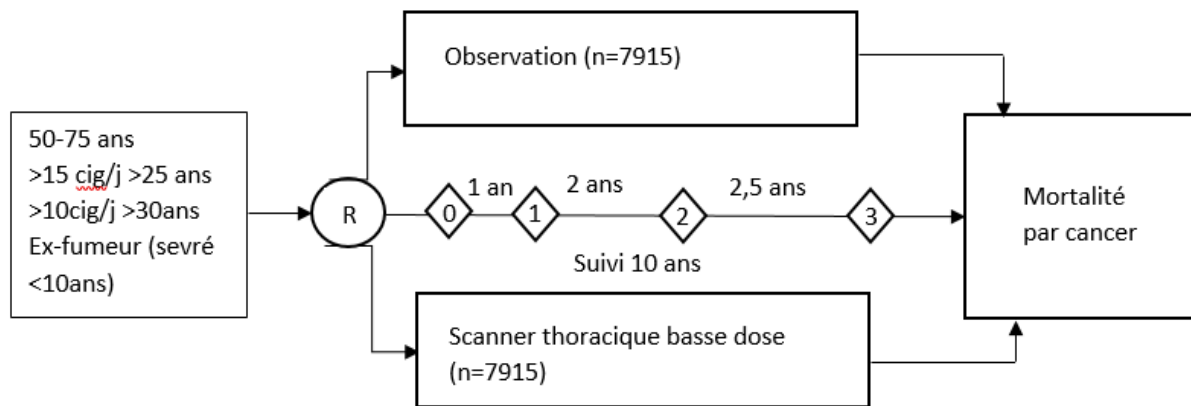 50-75 ans
>15 cig/j >25 ans
>10cig/j >30ans
Ex-fumeur (sevré
<10ans)
R
Observation (n=7915)
0
1 an
1
2 ans
2
2,5 ans
3
Suivi 10 ans
Scanner thoracique basse dose
(n=7915)
Mortalité
par cancer